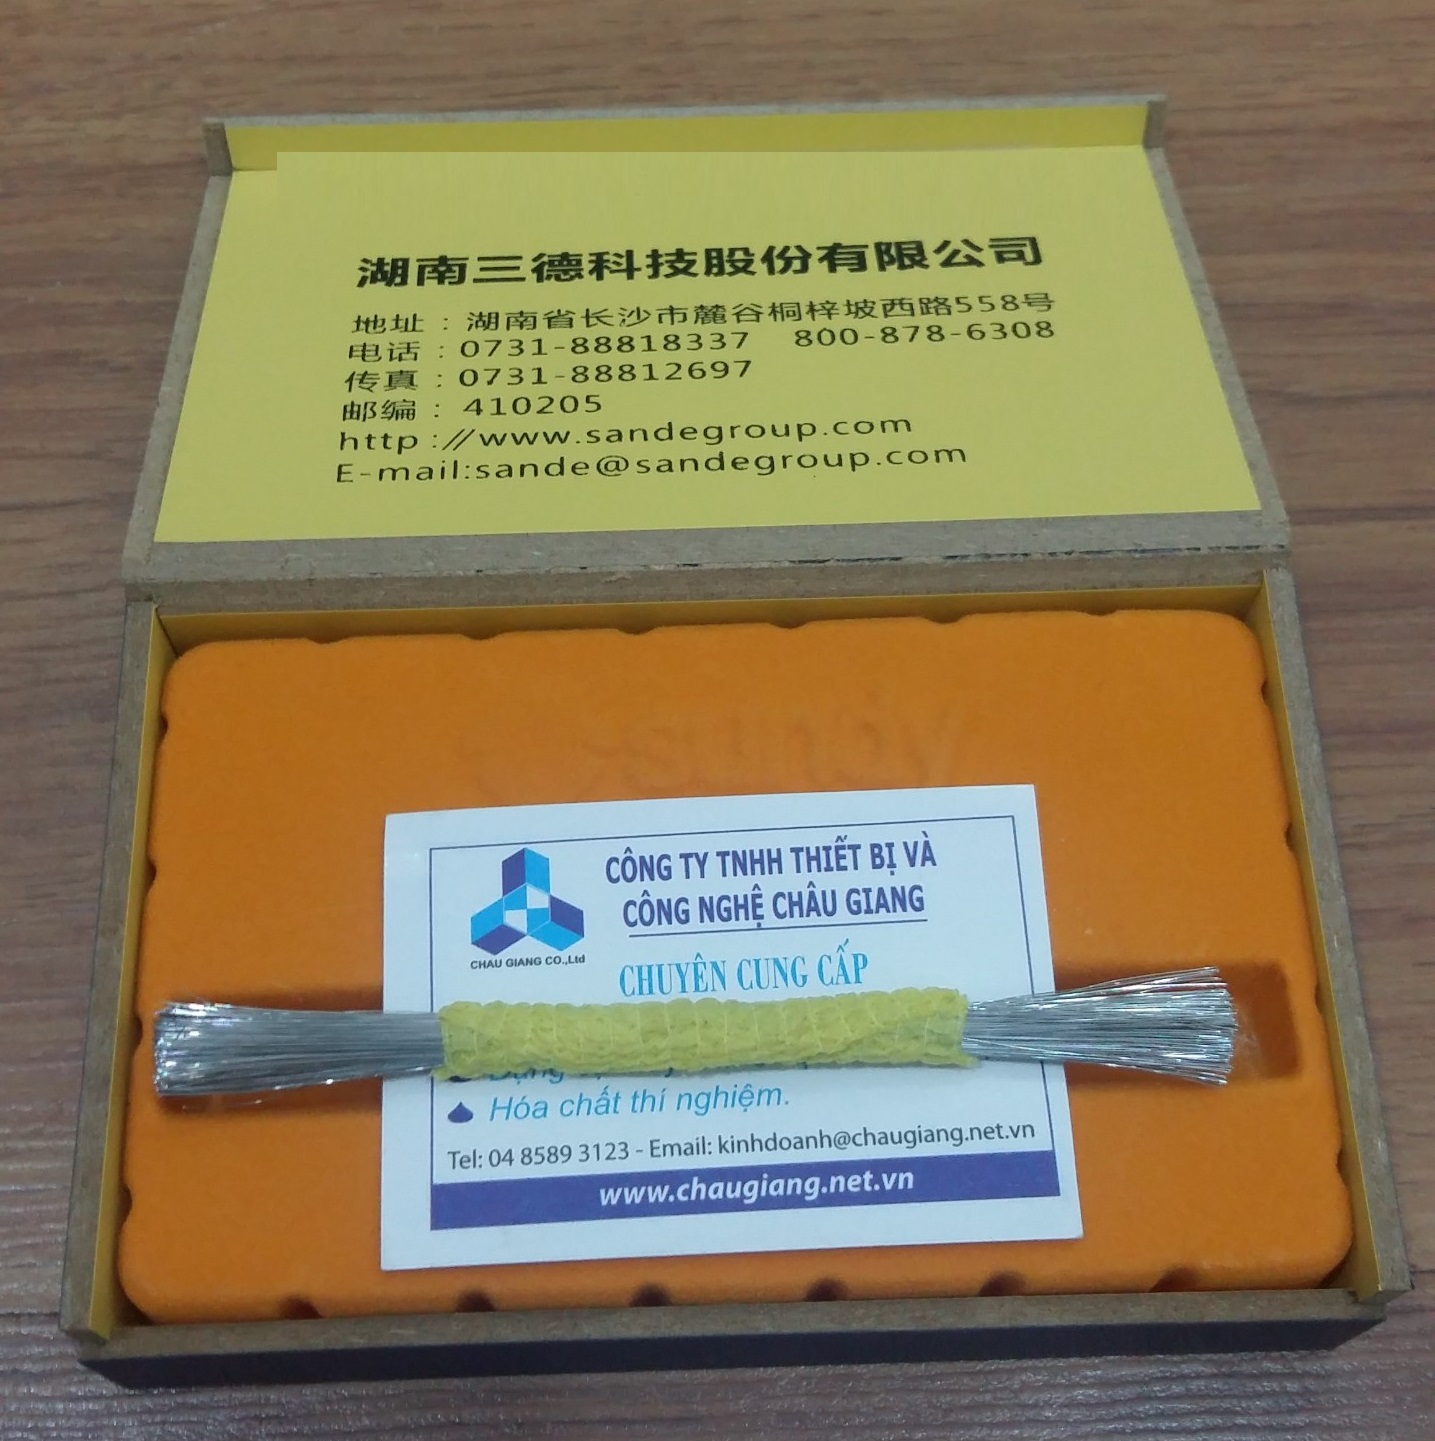 湖南三德科技股份有限公司
地址：湖南省长沙市麓谷桐梓坡西路558号
电话：0731-88818337 800-878-6308
传真：0731-88812697
邮编：410205
http://www.sandegroup.com
E-mail:sande@sandegroup.com
sundy
CÔNG TY TNHH THIẾT BỊ VÀ
CÔNG NGHỆ CHÂU GIANG
CHAU GIANG CO.,Ltd
CHUYÊN CUNG CẤP
Hóa chất thí nghiệm.
Tel: 04 8589 3123 - Email: kinhdoanh@chaugiang.net.vn
www.chaugiang.net.vn